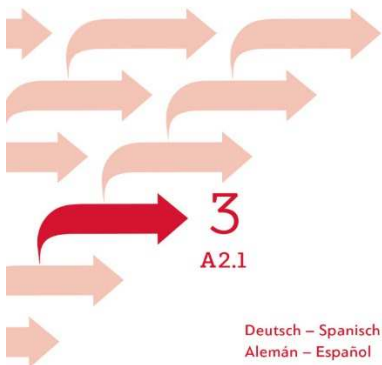 3
A2.1
Deutsch – Spanisch
Alemán – Español